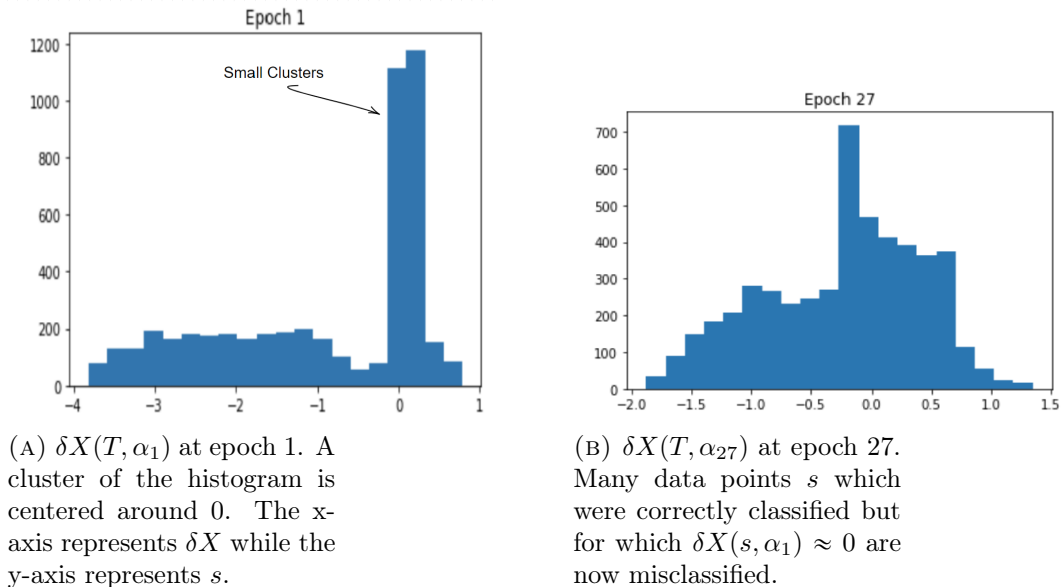 Epoch 1
1200
1000
800
600
400
200
0
Small Clusters
−4 −3 −2 −1 0 1
(A) δX(T, α₁) at epoch 1. A
cluster of the histogram is
centered around 0. The x-
axis represents δX while the
y-axis represents s.
Epoch 27
700
600
500
400
300
200
100
0
−2.0 −1.5 −1.0 −0.5 0.0 0.5 1.0 1.5
(B) δX(T, α₂₇) at epoch 27.
Many data points s which
were correctly classified but
for which δX(s, α₁) ≈ 0 are
now misclassified.